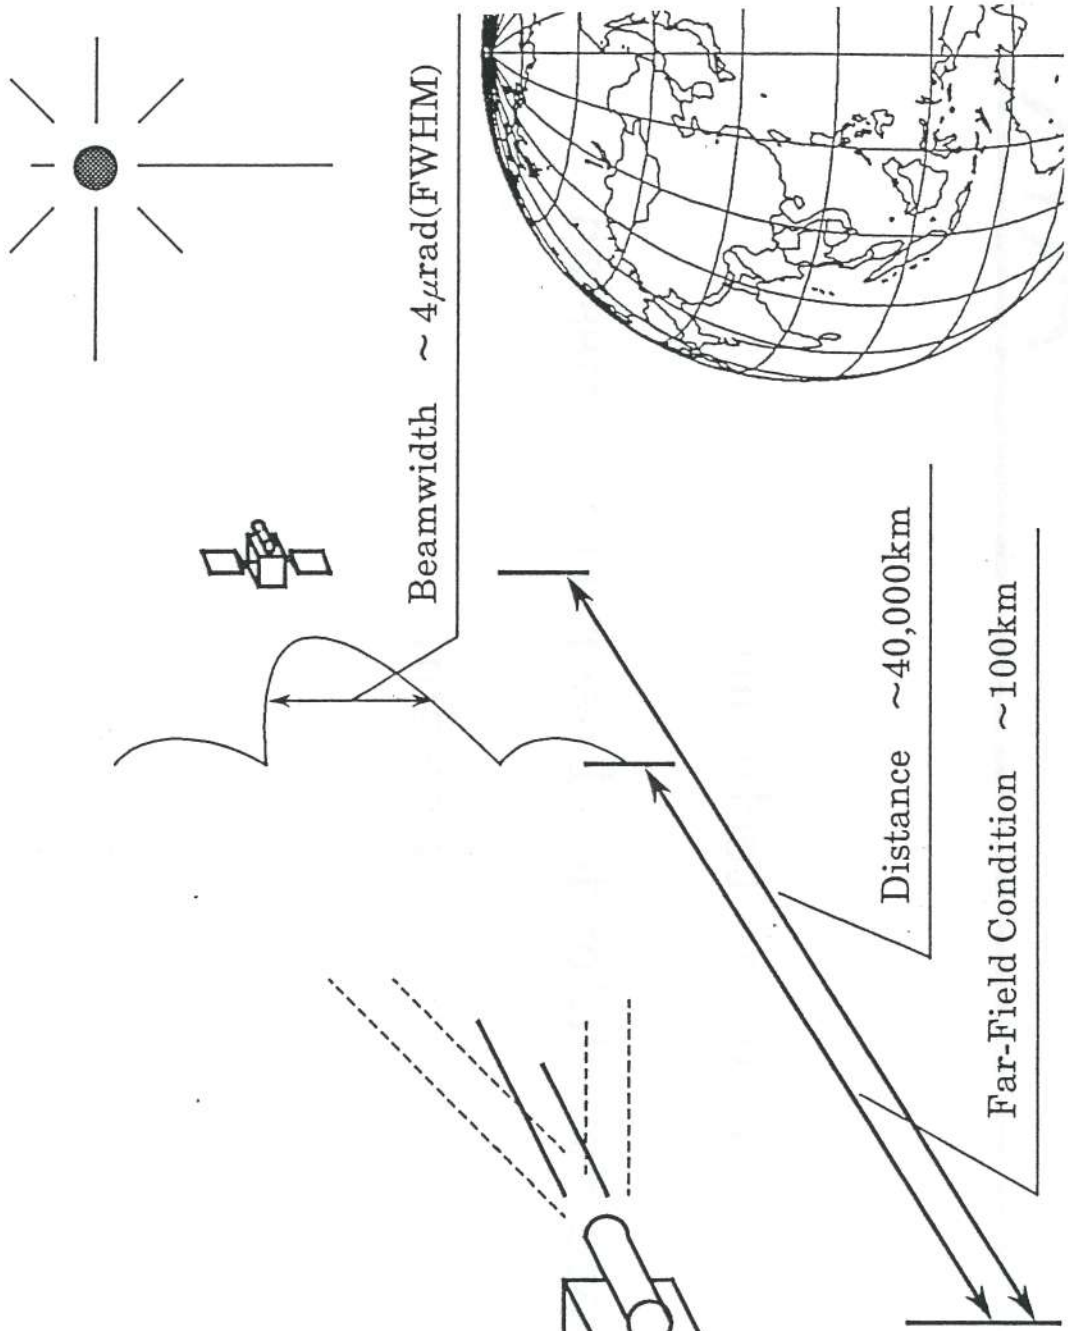 Beamwidth ~ 4μrad(FWHM)
Distance ~40,000km
Far-Field Condition ~100km